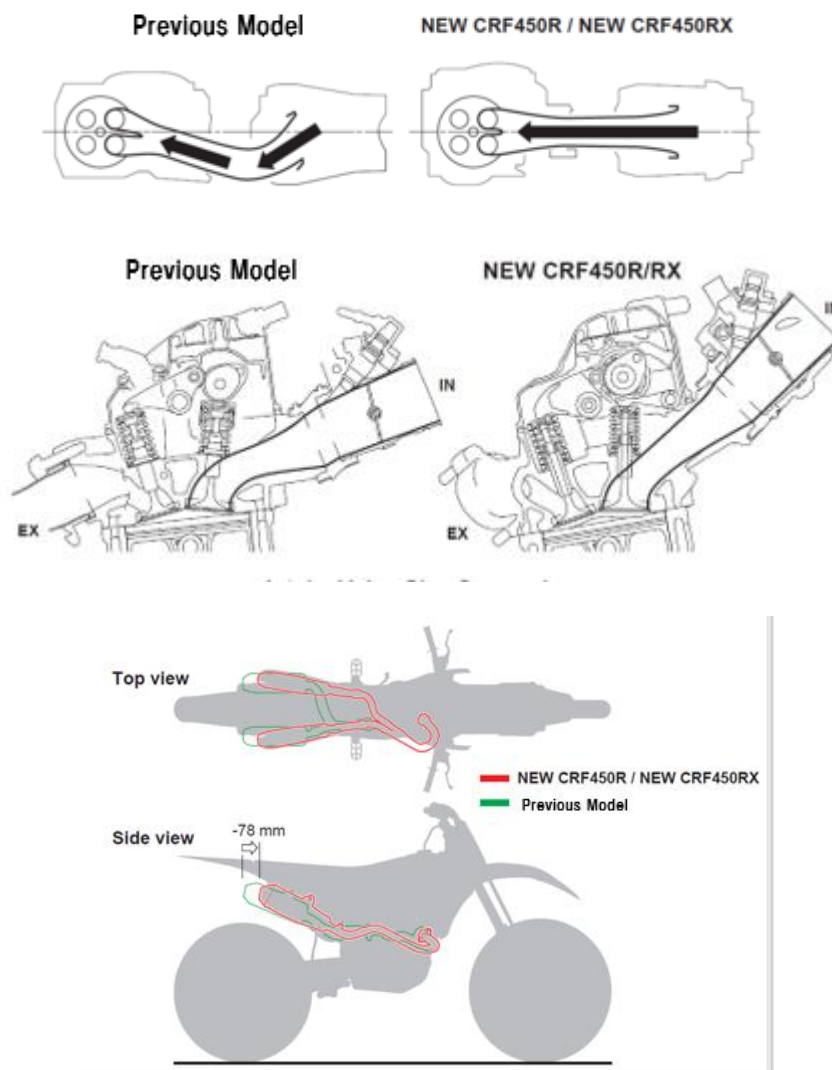 Previous Model
NEW CRF450R / NEW CRF450RX
Previous Model
NEW CRF450R/RX
IN
EX
EX
Top view
NEW CRF450R / NEW CRF450RX
Previous Model
Side view
-78 mm